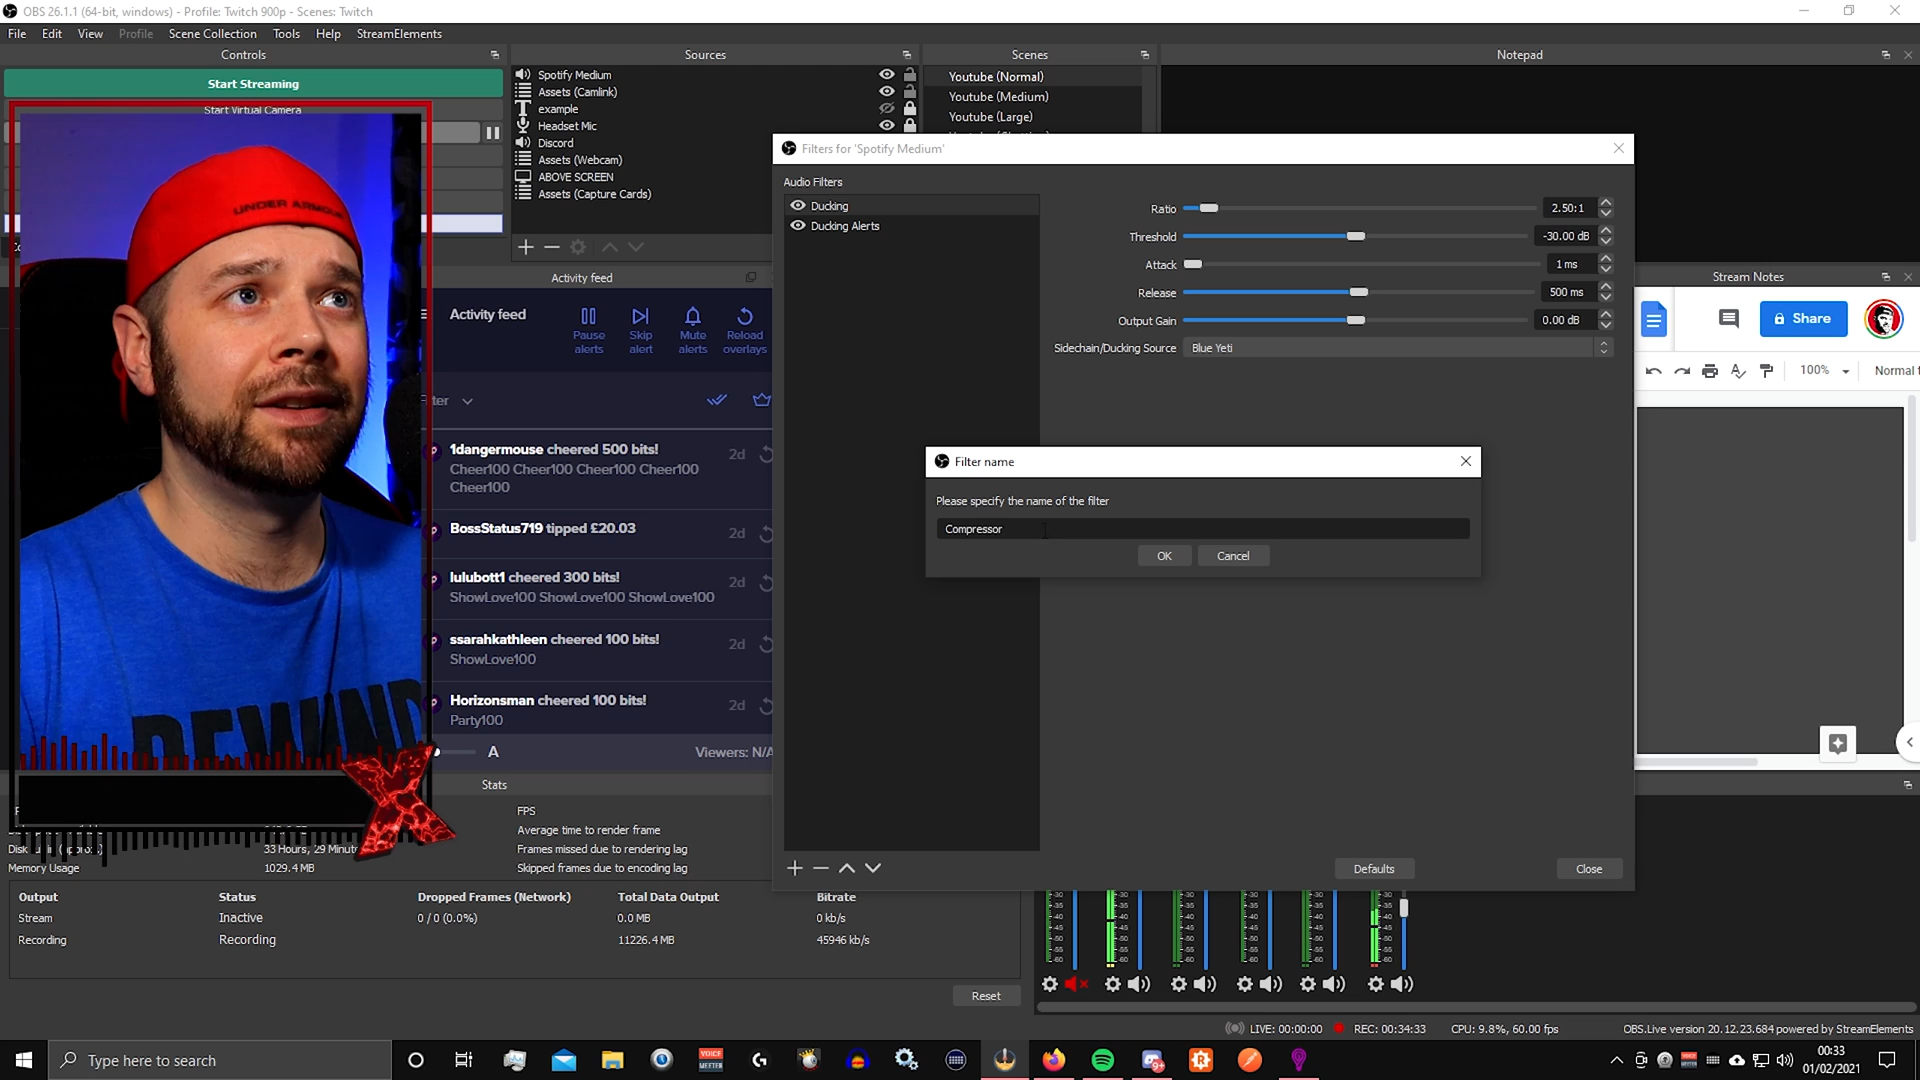 OBS 26.1.1 (64-bit, windows) - Profile: Twitch 900p - Scenes: Twitch
File Edit View Profile Scene Collection Tools Help StreamElements
Controls
Start Streaming
Start Virtual Camera
UNDER ARMOUR
Sources
Spotify Medium
Assets (Camlink)
example
Headset Mic
Discord
Assets (Webcam)
ABOVE SCREEN
Assets (Capture Cards)
Scenes
Youtube (Normal)
Youtube (Medium)
Youtube (Large)
Notepad
Activity feed
Activity feed
Pause alerts
Skip alert
Mute alerts
Reload overlays
1dangermouse cheered 500 bits!
2d
Cheer100 Cheer100 Cheer100 Cheer100
Cheer100
BossStatus719 tipped £20.03
2d
lulubott1 cheered 300 bits!
2d
ShowLove100 ShowLove100 ShowLove100
ssarahkathleen cheered 100 bits!
2d
ShowLove100
Horizonsman cheered 100 bits!
2d
Party100
A
Viewers: N/A
Filters for 'Spotify Medium'
Audio Filters
Ducking
Ducking Alerts
Ratio 2.50:1
Threshold -30.00 dB
Attack 1 ms
Release 500 ms
Output Gain 0.00 dB
Sidechain/Ducking Source Blue Yeti
Filter name
Please specify the name of the filter
Compressor
OK Cancel
Defaults Close
Stream Notes
Share
100%
Normal t
Stats
FPS
Average time to render frame
33 Hours, 29 Minut
Frames missed due to rendering lag
Memory Usage 1029.4 MB
Skipped frames due to encoding lag
Output Status Dropped Frames (Network) Total Data Output Bitrate
Stream Inactive 0 / 0 (0.0%) 0.0 MB 0 kb/s
Recording Recording 11226.4 MB 45946 kb/s
Reset
LIVE: 00:00:00 REC: 00:34:33 CPU: 9.8%, 60.00 fps OBS.Live version 20.12.23.684 powered by StreamElements
Type here to search
00:33
01/02/2021